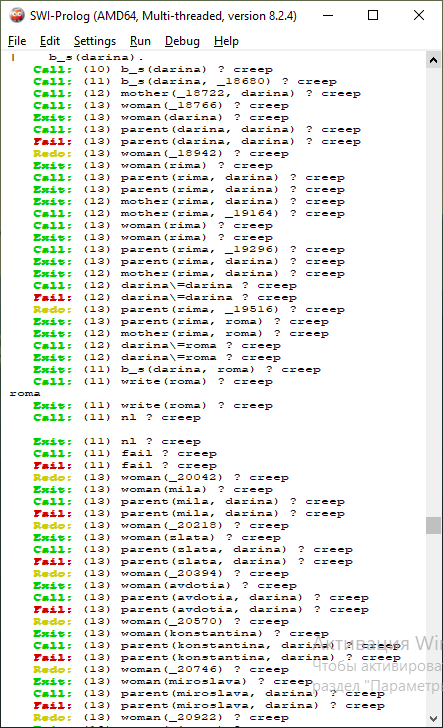 SWI-Prolog (AMD64, Multi-threaded, version 8.2.4)
File Edit Settings Run Debug Help
| b_s(darina).
Call: (10) b_s(darina) ? creep
Call: (11) b_s(darina, _18680) ? creep
Call: (12) mother(_18722, darina) ? creep
Call: (13) woman(_18766) ? creep
Exit: (13) woman(darina) ? creep
Call: (13) parent(darina, darina) ? creep
Fail: (13) parent(darina, darina) ? creep
Redo: (13) woman(_18942) ? creep
Exit: (13) woman(rima) ? creep
Call: (13) parent(rima, darina) ? creep
Exit: (13) parent(rima, darina) ? creep
Exit: (12) mother(rima, darina) ? creep
Call: (12) mother(rima, _19164) ? creep
Call: (13) woman(rima) ? creep
Exit: (13) woman(rima) ? creep
Call: (13) parent(rima, _19296) ? creep
Exit: (13) parent(rima, darina) ? creep
Exit: (12) mother(rima, darina) ? creep
Call: (12) darina\=darina ? creep
Fail: (12) darina\=darina ? creep
Redo: (13) parent(rima, _19516) ? creep
Exit: (13) parent(rima, roma) ? creep
Exit: (12) mother(rima, roma) ? creep
Call: (12) darina\=roma ? creep
Exit: (12) darina\=roma ? creep
Exit: (11) b_s(darina, roma) ? creep
Call: (11) write(roma) ? creep
roma
Exit: (11) write(roma) ? creep
Call: (11) nl ? creep
Exit: (11) nl ? creep
Call: (11) fail ? creep
Fail: (11) fail ? creep
Redo: (13) woman(_20042) ? creep
Exit: (13) woman(mila) ? creep
Call: (13) parent(mila, darina) ? creep
Fail: (13) parent(mila, darina) ? creep
Redo: (13) woman(_20218) ? creep
Exit: (13) woman(zlata) ? creep
Call: (13) parent(zlata, darina) ? creep
Fail: (13) parent(zlata, darina) ? creep
Redo: (13) woman(_20394) ? creep
Exit: (13) woman(avdotia) ? creep
Call: (13) parent(avdotia, darina) ? creep
Fail: (13) parent(avdotia, darina) ? creep
Redo: (13) woman(_20570) ? creep
Exit: (13) woman(konstantina) ? creep
Call: (13) parent(konstantina, darina) ? creep
Fail: (13) parent(konstantina, darina) ? creep
Redo: (13) woman(_20746) ? creep
Exit: (13) woman(miroslava) ? creep
Call: (13) parent(miroslava, darina) ? creep
Fail: (13) parent(miroslava, darina) ? creep
Redo: (13) woman(_20922) ? creep
Активация Win
Чтобы активирова
раздел "Параметр